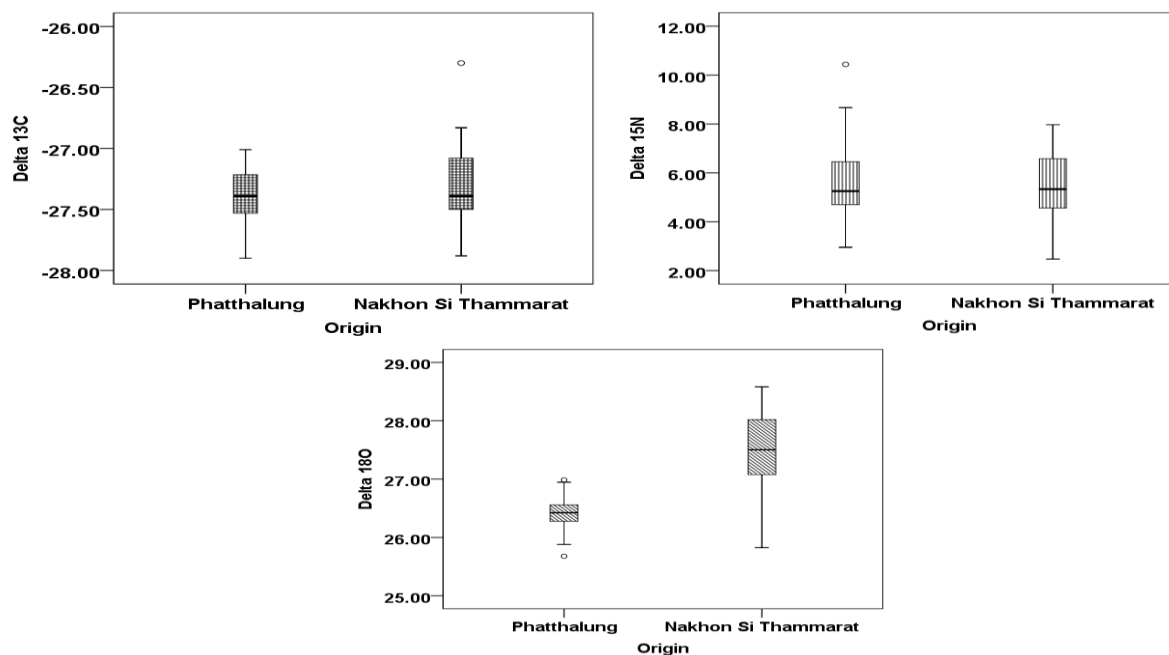 Delta 13C
-26.00
-26.50
-27.00
-27.50
-28.00
Phatthalung Nakhon Si Thammarat
Origin
Delta 15N
12.00
10.00
8.00
6.00
4.00
2.00
Phatthalung Nakhon Si Thammarat
Origin
Delta 18O
29.00
28.00
27.00
26.00
25.00
Phatthalung Nakhon Si Thammarat
Origin